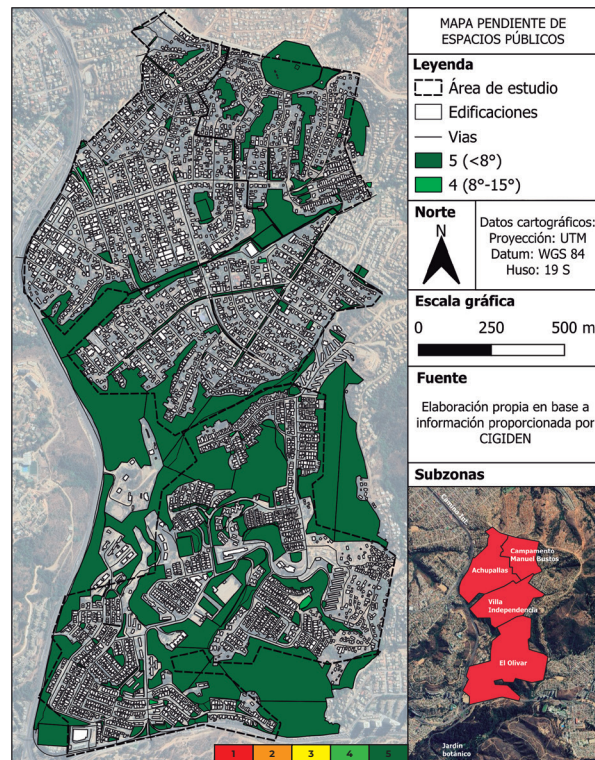 MAPA PENDIENTE DE
ESPACIOS PÚBLICOS
Leyenda
Área de estudio
Edificaciones
Vias
5 (<8°)
4 (8°-15°)
Norte
N
Datos cartográficos:
Proyección: UTM
Datum: WGS 84
Huso: 19 S
Escala gráfica
0 250 500 m
Fuente
Elaboración propia en base a
información proporcionada por
CIGIDEN
Subzonas
Campamento
Manuel Bustos
Achupallas
Villa
Independencia
El Olivar
Jardín
botánico
1 2 3 4 5